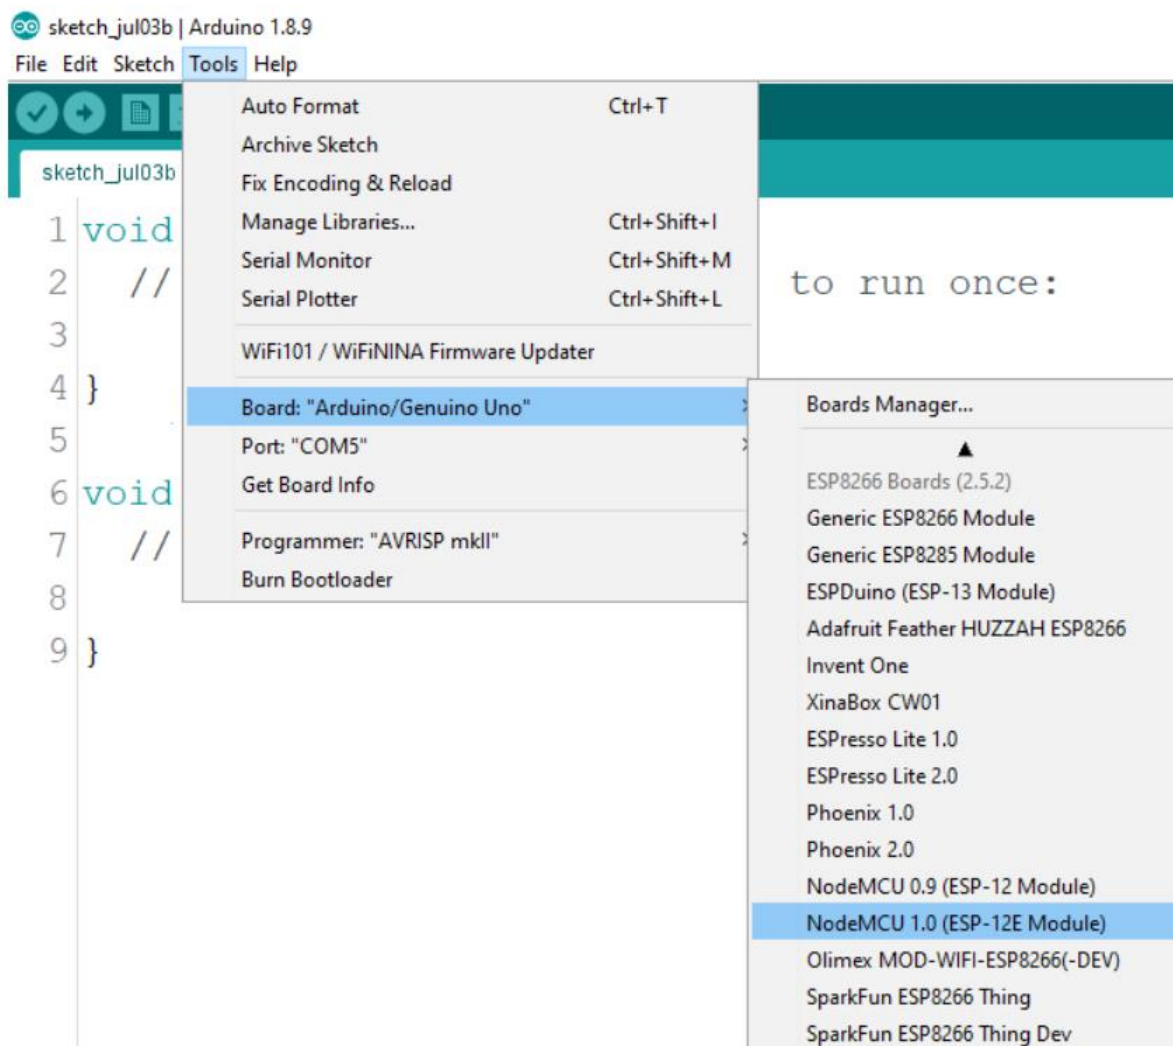 sketch_jul03b | Arduino 1.8.9
File Edit Sketch Tools Help
sketch_jul03b
1 void
2 // to run once:
3
4 }
5
6 void
7 //
8
9 }
Auto Format Ctrl+T
Archive Sketch
Fix Encoding & Reload
Manage Libraries... Ctrl+Shift+I
Serial Monitor Ctrl+Shift+M
Serial Plotter Ctrl+Shift+L
WiFi101 / WiFiNINA Firmware Updater
Board: "Arduino/Genuino Uno"
Port: "COM5"
Get Board Info
Programmer: "AVRISP mkII"
Burn Bootloader
Boards Manager...
ESP8266 Boards (2.5.2)
Generic ESP8266 Module
Generic ESP8285 Module
ESPDuino (ESP-13 Module)
Adafruit Feather HUZZAH ESP8266
Invent One
XinaBox CW01
ESPresso Lite 1.0
ESPresso Lite 2.0
Phoenix 1.0
Phoenix 2.0
NodeMCU 0.9 (ESP-12 Module)
NodeMCU 1.0 (ESP-12E Module)
Olimex MOD-WIFI-ESP8266(-DEV)
SparkFun ESP8266 Thing
SparkFun ESP8266 Thing Dev